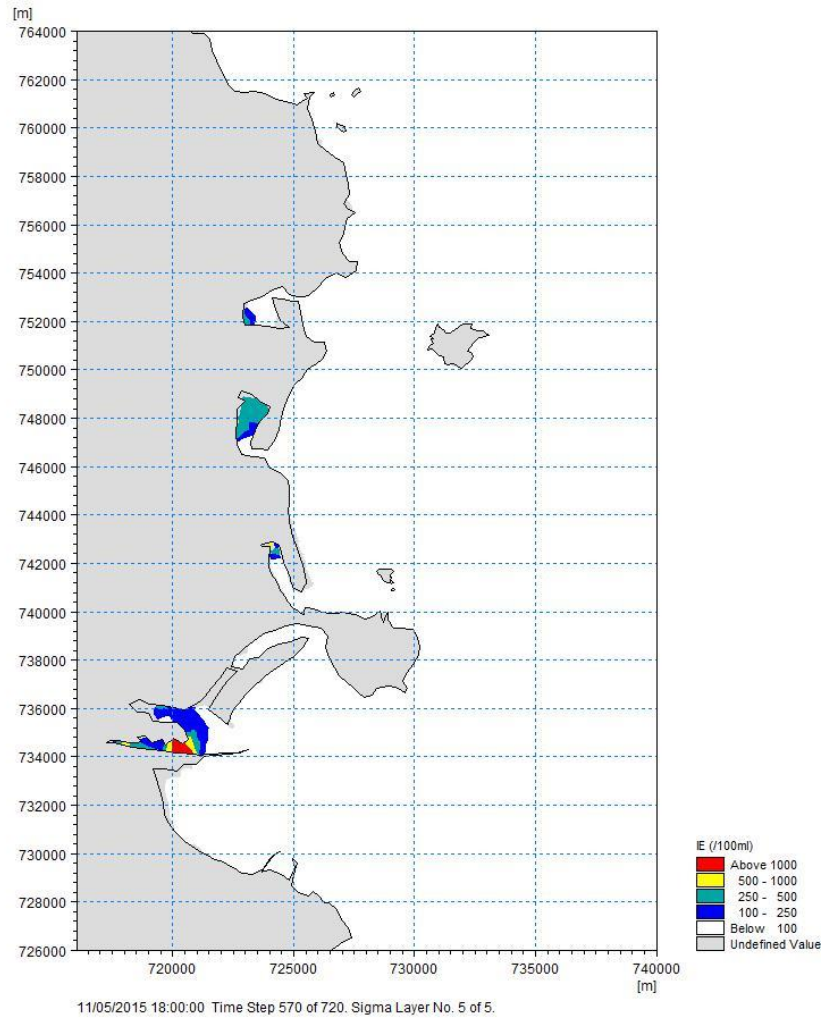 [m]
764000
762000
760000
758000
756000
754000
752000
750000
748000
746000
744000
742000
740000
738000
736000
734000
732000
730000
728000
726000
720000 725000 730000 735000 740000
[m]
IE (/100ml)
Above 1000
500 - 1000
250 - 500
100 - 250
Below 100
Undefined Value
11/05/2015 18:00:00 Time Step 570 of 720. Sigma Layer No. 5 of 5.